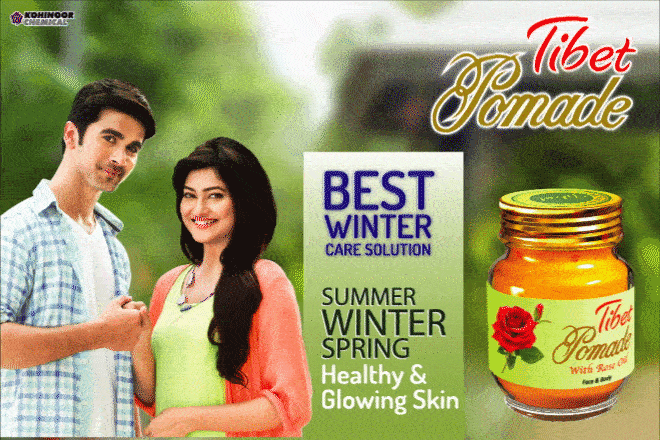 KOHINOOR
CHEMICAL
Tibet
Pomade
BEST
WINTER
CARE SOLUTION
SUMMER
WINTER
SPRING
Healthy &
Glowing Skin
Tibet
Pomade
With Rose Oil
Face & Body